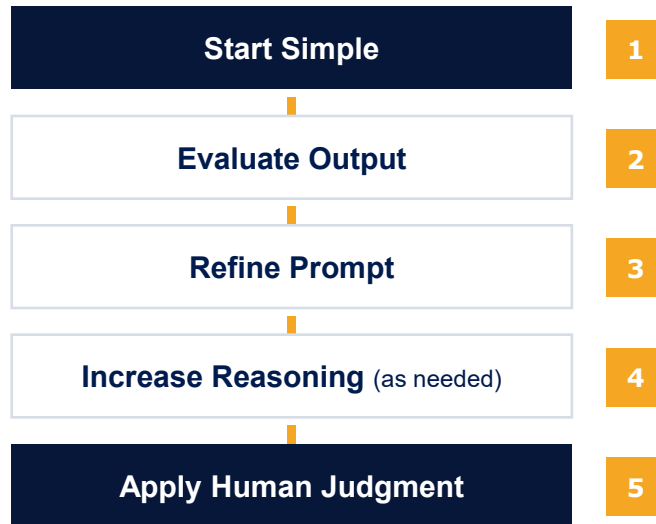 Start Simple 1
Evaluate Output 2
Refine Prompt 3
Increase Reasoning (as needed) 4
Apply Human Judgment 5